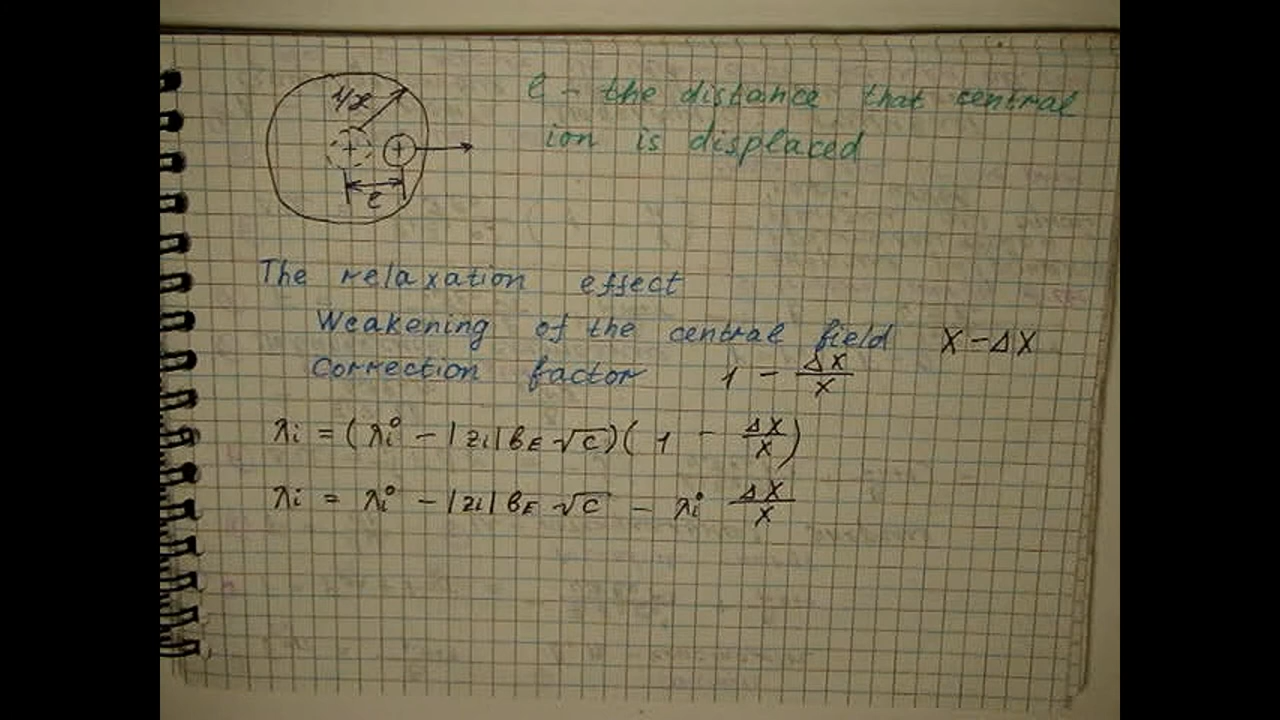 1/ϰ
ℓ – the distance that central
ion is displaced
+ +
ℓ
The relaxation effect
Weakening of the central field X – ΔX
Correction factor 1 – ΔX/X
λi = (λi° – |zi| BE √c)(1 – ΔX/X)
λi = λi° – |zi| BE √c – λi° ΔX/X